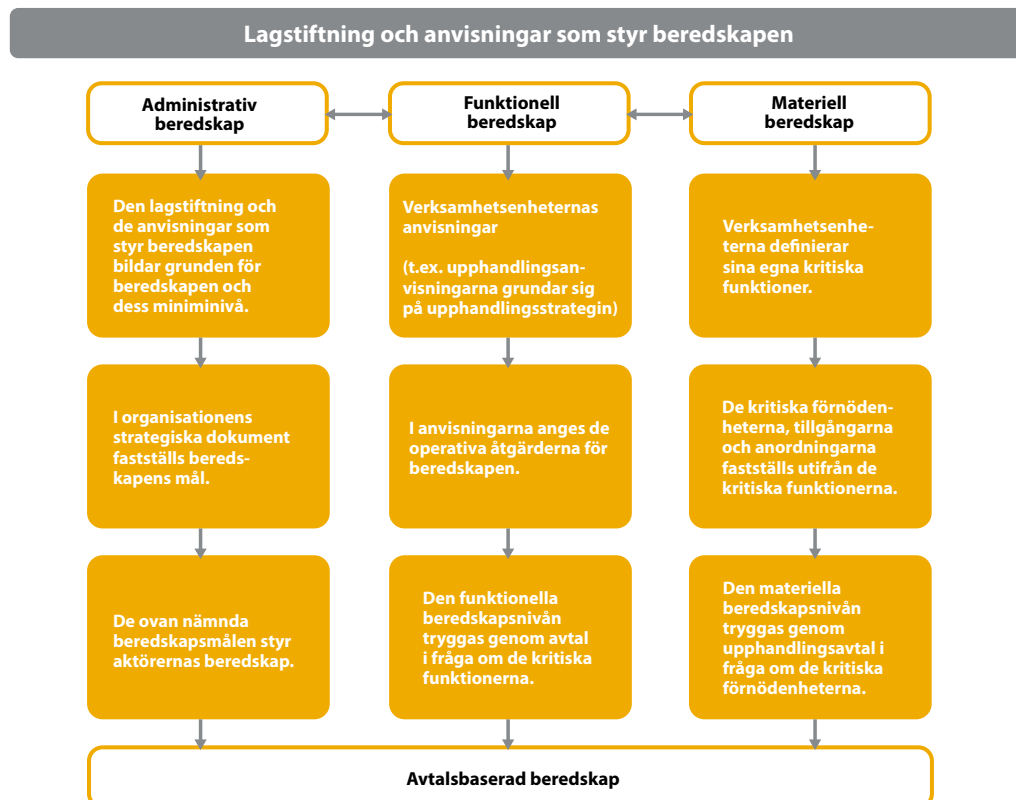 Lagstiftning och anvisningar som styr beredskapen
Administrativ
beredskap
Funktionell
beredskap
Materiell
beredskap
Den lagstiftning och
de anvisningar som
styr beredskapen
bildar grunden för
beredskapen och
dess miniminivå.
Verksamhetsenheternas
anvisningar
(t.ex. upphandlingsan-
visningarna grundar sig
på upphandlingsstrategin)
Verksamhetsenhe-
terna definierar
sina egna kritiska
funktioner.
I organisationens
strategiska dokument
fastställs bereds-
kapens mål.
I anvisningarna anges de
operativa åtgärderna för
beredskapen.
De kritiska förnöden-
heterna, tillgångarna
och anordningarna
fastställs utifrån de
kritiska funktionerna.
De ovan nämnda
beredskapsmålen styr
aktörernas beredskap.
Den funktionella
beredskapsnivån
tryggas genom avtal
i fråga om de kritiska
funktionerna.
Den materiella
beredskapsnivån
tryggas genom
upphandlingsavtal i
fråga om de kritiska
förnödenheterna.
Avtalsbaserad beredskap